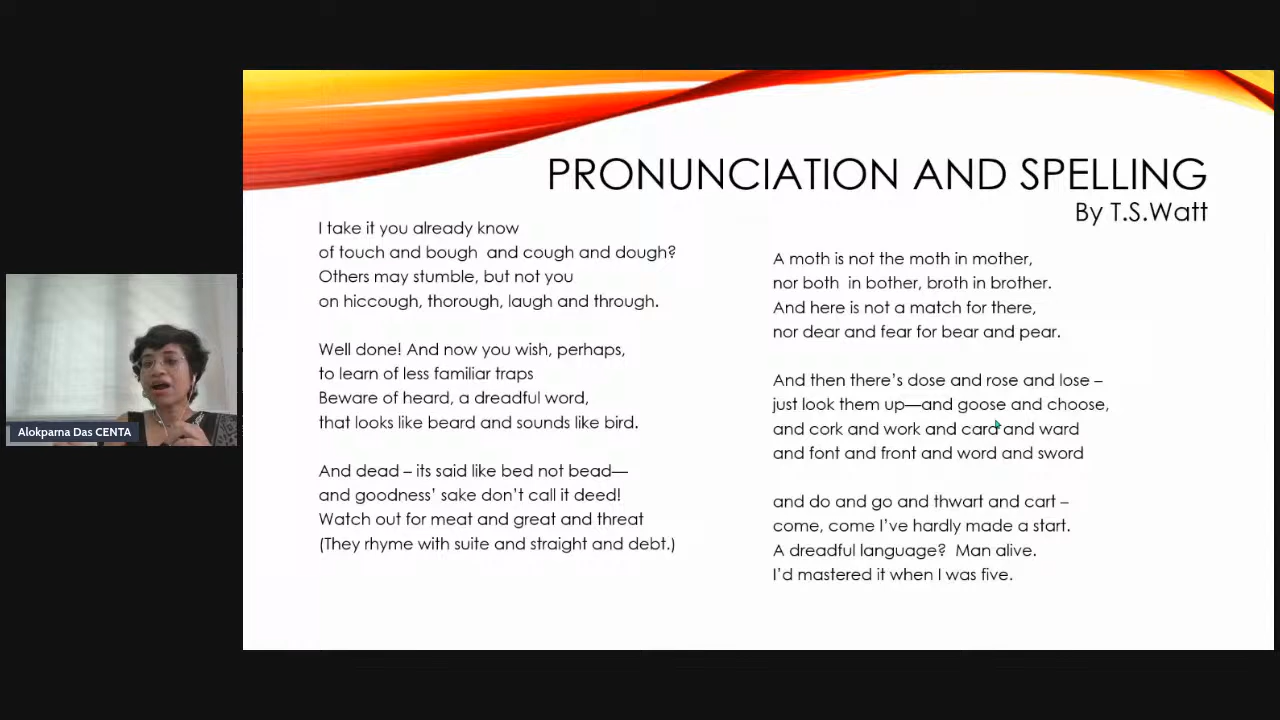 PRONUNCIATION AND SPELLING
By T.S.Watt
I take it you already know
of touch and bough and cough and dough?
Others may stumble, but not you
on hiccough, thorough, laugh and through.
Well done! And now you wish, perhaps,
to learn of less familiar traps
Beware of heard, a dreadful word,
that looks like beard and sounds like bird.
And dead – its said like bed not bead—
and goodness' sake don't call it deed!
Watch out for meat and great and threat
(They rhyme with suite and straight and debt.)
A moth is not the moth in mother,
nor both in bother, broth in brother.
And here is not a match for there,
nor dear and fear for bear and pear.
And then there's dose and rose and lose –
just look them up—and goose and choose,
and cork and work and card and ward
and font and front and word and sword
and do and go and thwart and cart –
come, come I've hardly made a start.
A dreadful language? Man alive.
I'd mastered it when I was five.
Alokparna Das CENTA